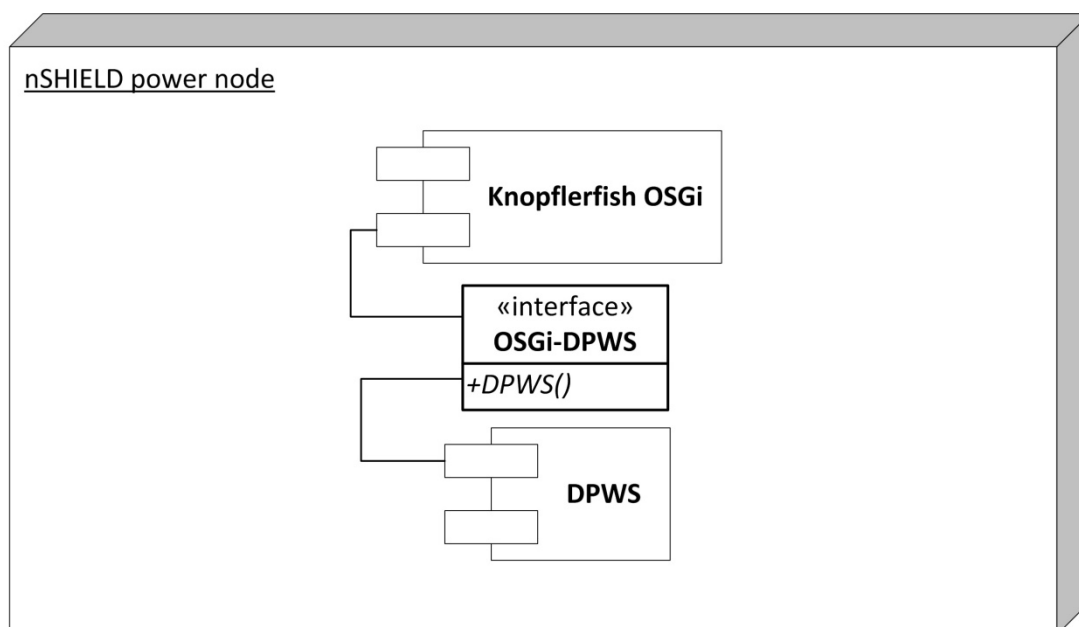 nSHIELD power node
Knopflerfish OSGi
«interface»
OSGi-DPWS
+DPWS()
DPWS